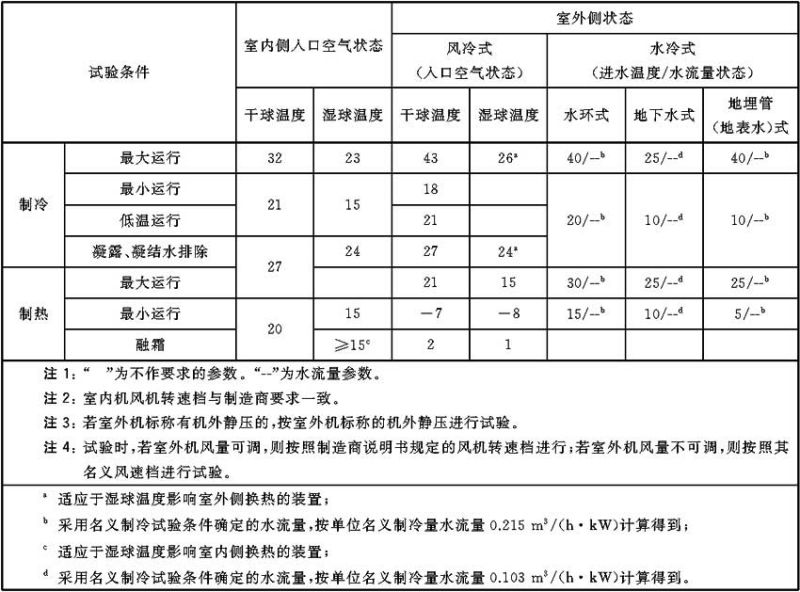 试验条件 室内侧入口空气状态 室外侧状态
风冷式 水冷式
(入口空气状态) (进水温度/水流量状态)
干球温度 湿球温度 干球温度 湿球温度 水环式 地下水式 地埋管
(地表水)式
制冷 最大运行 32 23 43 26ᵃ 40/--ᵇ 25/--ᵈ 40/--ᵇ
最小运行 21 15 18 20/--ᵇ 10/--ᵈ 10/--ᵇ
低温运行 21
凝露、凝结水排除 27 24 27 24ᵃ
制热 最大运行 21 15 30/--ᵇ 25/--ᵈ 25/--ᵇ
最小运行 20 15 －7 －8 15/--ᵇ 10/--ᵈ 5/--ᵇ
融霜 ≥15ᶜ 2 1
注1：“ ”为不作要求的参数。“--”为水流量参数。
注2：室内机风机转速档与制造商要求一致。
注3：若室外机标称有机外静压的,按室外机标称的机外静压进行试验。
注4：试验时,若室外机风量可调,则按照制造商说明书规定的风机转速档进行;若室外机风量不可调,则按照其
名义风速档进行试验。
ᵃ 适应于湿球温度影响室外侧换热的装置;
ᵇ 采用名义制冷试验条件确定的水流量,按单位名义制冷量水流量 0.215 m³/(h·kW)计算得到;
ᶜ 适应于湿球温度影响室内侧换热的装置;
ᵈ 采用名义制冷试验条件确定的水流量,按单位名义制冷量水流量 0.103 m³/(h·kW)计算得到。